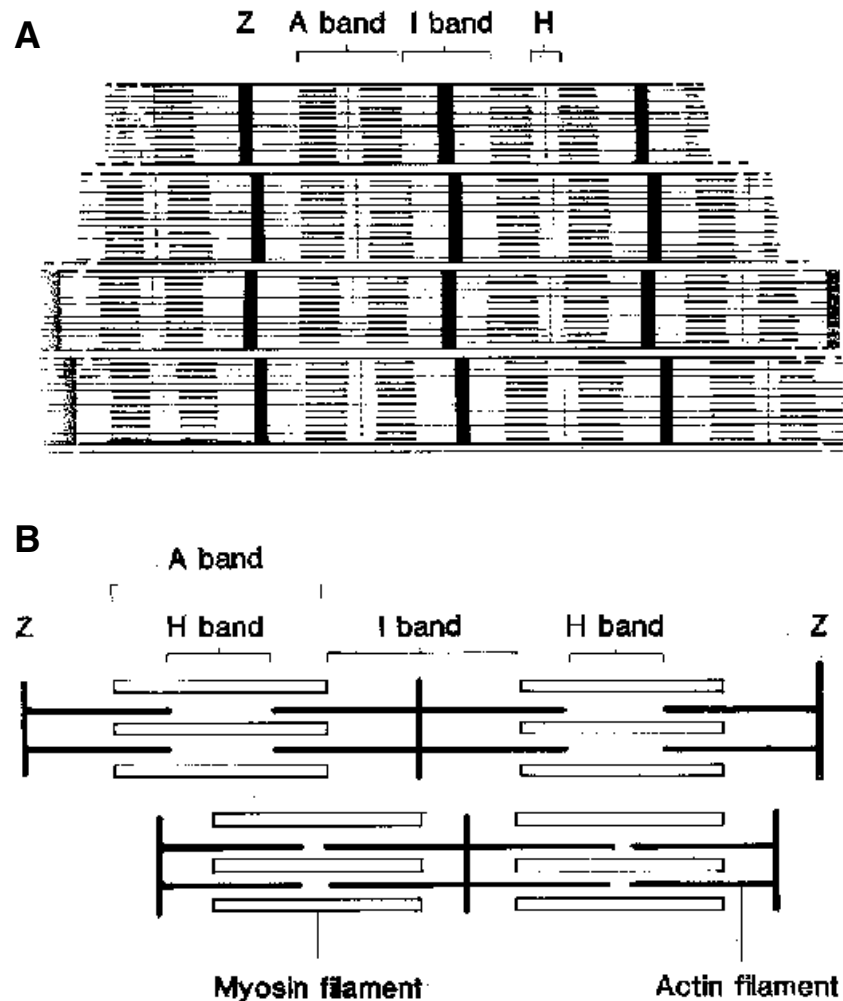 A
Z A band I band H
B
A band
Z H band I band H band Z
Myosin filament
Actin filament